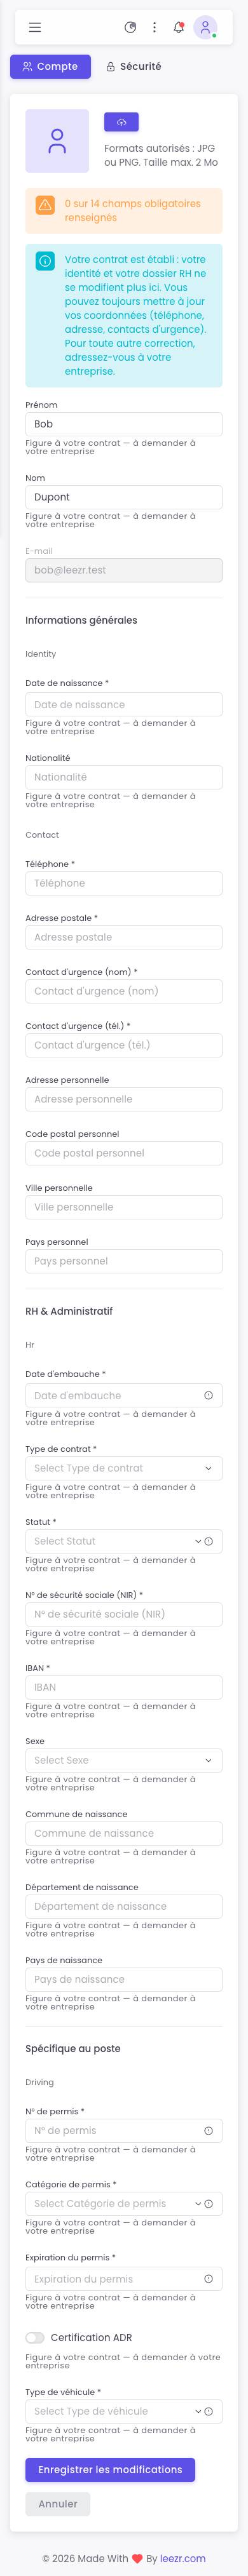 Compte
Sécurité
Formats autorisés : JPG
ou PNG. Taille max. 2 Mo
0 sur 14 champs obligatoires
renseignés
Votre contrat est établi : votre
identité et votre dossier RH ne
se modifient plus ici. Vous
pouvez toujours mettre à jour
vos coordonnées (téléphone,
adresse, contacts d'urgence).
Pour toute autre correction,
adressez-vous à votre
entreprise.
Prénom
Bob
Figure à votre contrat — à demander à
votre entreprise
Nom
Dupont
Figure à votre contrat — à demander à
votre entreprise
E-mail
bob@leezr.test
Informations générales
Identity
Date de naissance *
Date de naissance
Figure à votre contrat — à demander à
votre entreprise
Nationalité
Nationalité
Figure à votre contrat — à demander à
votre entreprise
Contact
Téléphone *
Téléphone
Adresse postale *
Adresse postale
Contact d'urgence (nom) *
Contact d'urgence (nom)
Contact d'urgence (tél.) *
Contact d'urgence (tél.)
Adresse personnelle
Adresse personnelle
Code postal personnel
Code postal personnel
Ville personnelle
Ville personnelle
Pays personnel
Pays personnel
RH & Administratif
Hr
Date d'embauche *
Date d'embauche
Figure à votre contrat — à demander à
votre entreprise
Type de contrat *
Select Type de contrat
Figure à votre contrat — à demander à
votre entreprise
Statut *
Select Statut
Figure à votre contrat — à demander à
votre entreprise
N° de sécurité sociale (NIR) *
N° de sécurité sociale (NIR)
Figure à votre contrat — à demander à
votre entreprise
IBAN *
IBAN
Figure à votre contrat — à demander à
votre entreprise
Sexe
Select Sexe
Figure à votre contrat — à demander à
votre entreprise
Commune de naissance
Commune de naissance
Figure à votre contrat — à demander à
votre entreprise
Département de naissance
Département de naissance
Figure à votre contrat — à demander à
votre entreprise
Pays de naissance
Pays de naissance
Figure à votre contrat — à demander à
votre entreprise
Spécifique au poste
Driving
N° de permis *
N° de permis
Figure à votre contrat — à demander à
votre entreprise
Catégorie de permis *
Select Catégorie de permis
Figure à votre contrat — à demander à
votre entreprise
Expiration du permis *
Expiration du permis
Figure à votre contrat — à demander à
votre entreprise
Certification ADR
Figure à votre contrat — à demander à votre
entreprise
Type de véhicule *
Select Type de véhicule
Figure à votre contrat — à demander à
votre entreprise
Enregistrer les modifications
Annuler
© 2026 Made With By leezr.com